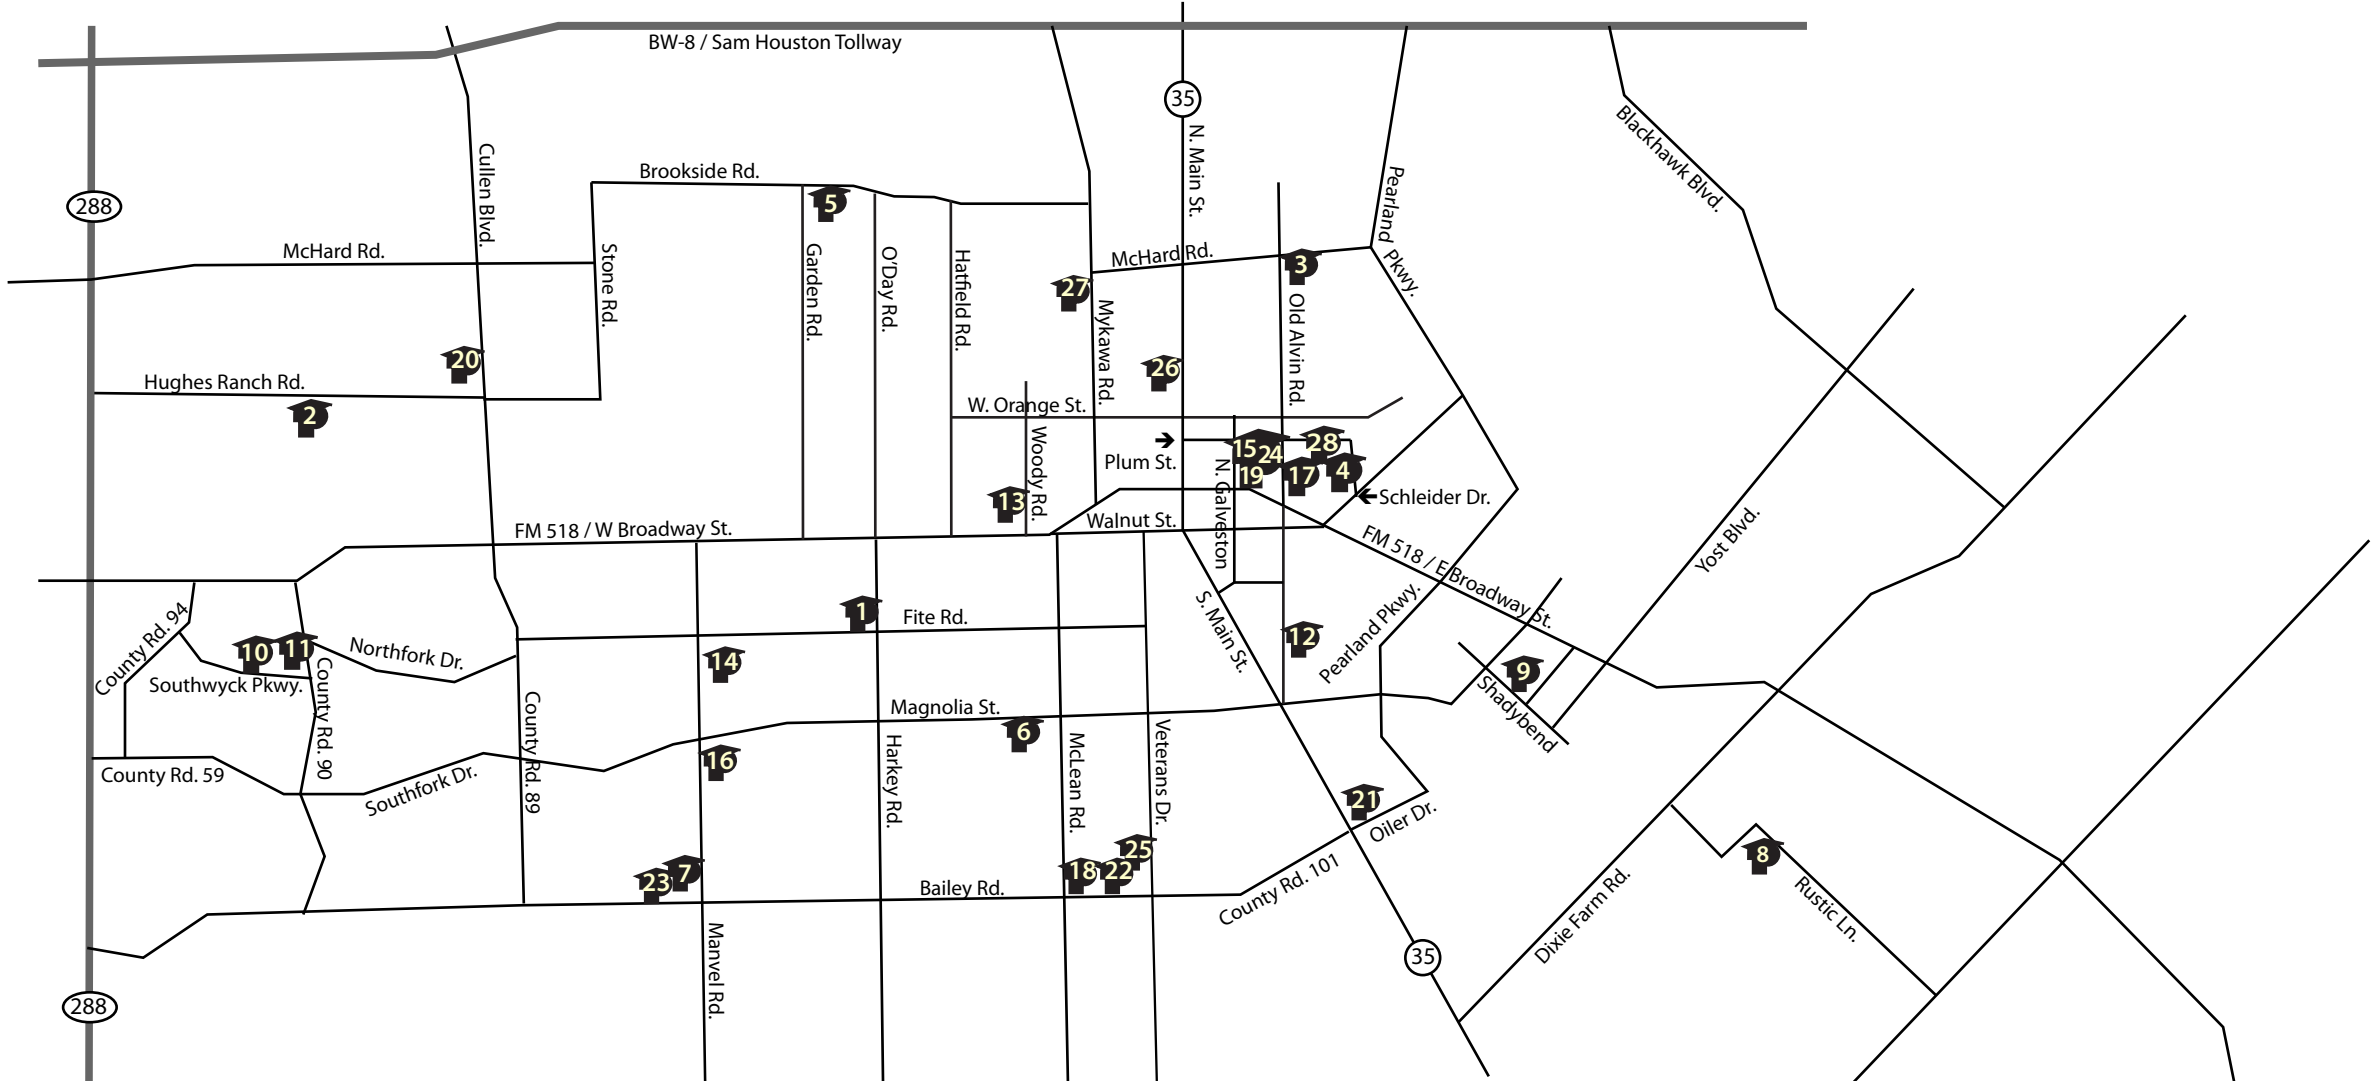 BW-8 / Sam Houston Tollway
35
N. Main St.
Blackhawk Blvd.
Cullen Blvd.
Brookside Rd.
Pearland Pkwy.
288
5
McHard Rd.
Stone Rd.
Garden Rd.
O'Day Rd.
Hatfield Rd.
McHard Rd.
3
27
Mykawa Rd.
Old Alvin Rd.
20
26
Hughes Ranch Rd.
2
W. Orange St.
Woody Rd.
Plum St.
N. Galveston
15
24
19
28
17
4
Schleider Dr.
13
Walnut St.
FM 518 / W Broadway St.
FM 518 / E Broadway St.
Yost Blvd.
County Rd. 94
1
Fite Rd.
S. Main St.
12
Pearland Pkwy.
10
11
Northfork Dr.
14
9
Southwyck Pkwy.
County Rd. 90
Shadybend
County Rd. 89
Magnolia St.
6
16
Harkey Rd.
McLean Rd.
Veterans Dr.
County Rd. 59
Southfork Dr.
21
Oiler Dr.
25
8
23
7
18
22
Bailey Rd.
County Rd. 101
Dixie Farm Rd.
Rustic Ln.
Manvel Rd.
35
288